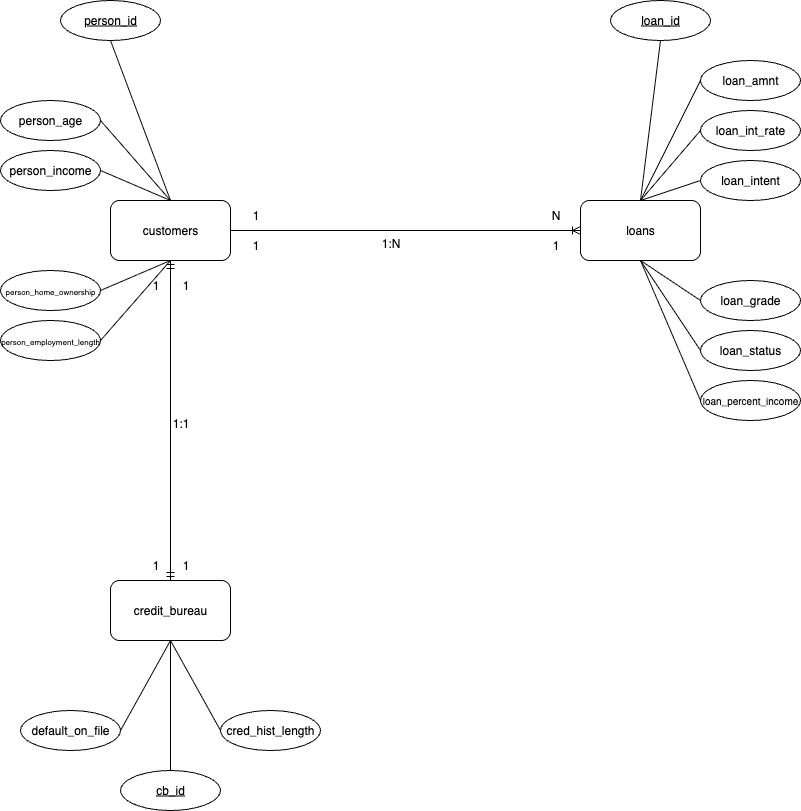 person_id
loan_id
loan_amnt
person_age
loan_int_rate
person_income
loan_intent
1
N
customers
loans
1:N
1
1
1
1
person_home_ownership
loan_grade
person_employment_length
loan_status
loan_percent_income
1:1
1
1
credit_bureau
default_on_file
cred_hist_length
cb_id